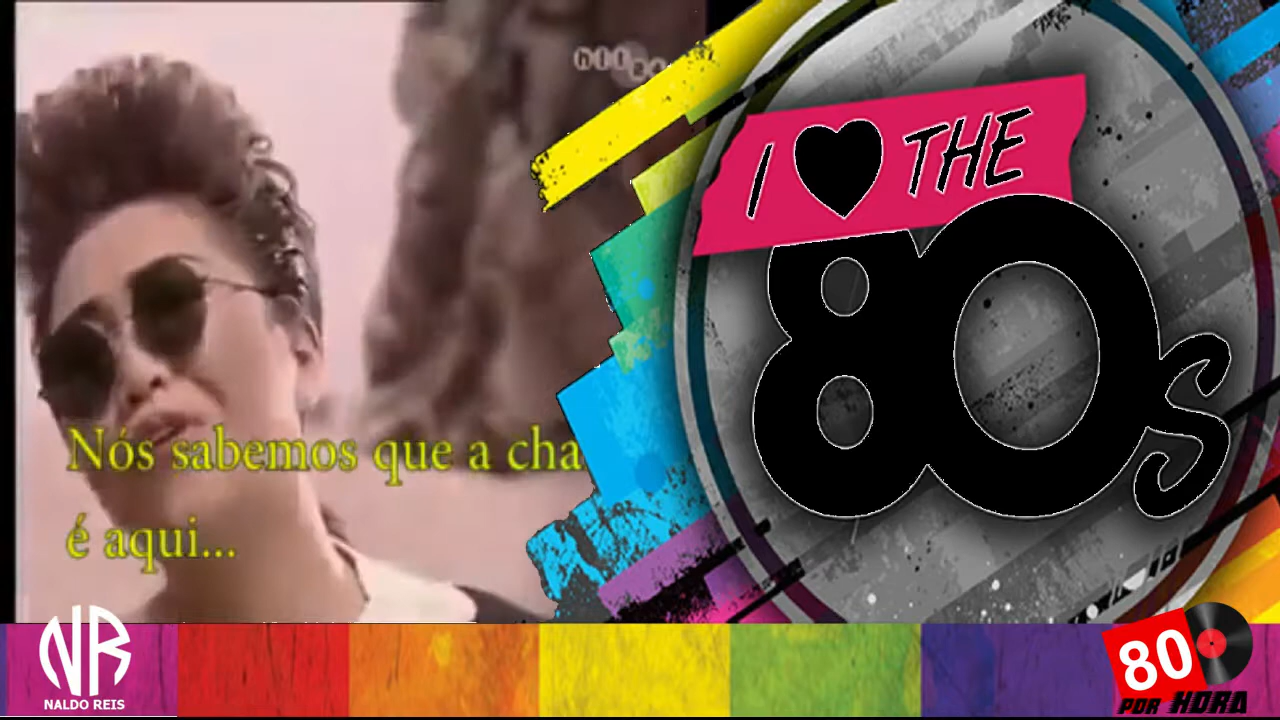 I ♥ THE
80s
Nós sabemos que a cha
é aqui...
NR
NALDO REIS
80
POR HORA